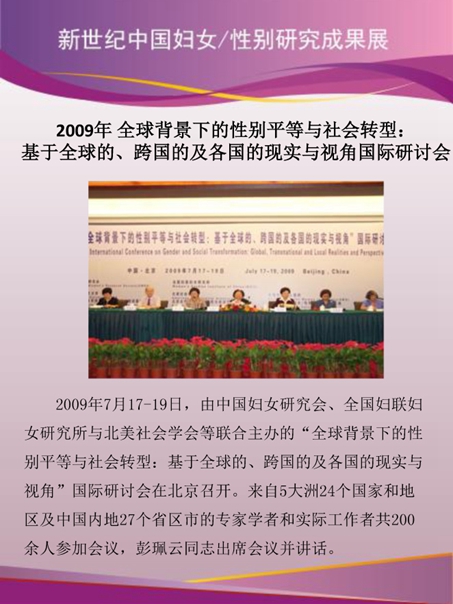 新世纪中国妇女/性别研究成果展
2009年 全球背景下的性别平等与社会转型：
基于全球的、跨国的及各国的现实与视角国际研讨会
全球背景下的性别平等与社会转型：基于全球的、跨国的及各国的现实与视角”国际研讨
International Conference on Gender and Social Transformation: Global, Transnational and Local Realities and Perspectiv
中国·北京 2009年7月17-19日 July 17-19, 2009 Beijing, China
2009年7月17-19日，由中国妇女研究会、全国妇联妇
女研究所与北美社会学会等联合主办的“全球背景下的性
别平等与社会转型：基于全球的、跨国的及各国的现实与
视角”国际研讨会在北京召开。来自5大洲24个国家和地
区及中国内地27个省区市的专家学者和实际工作者共200
余人参加会议，彭珮云同志出席会议并讲话。